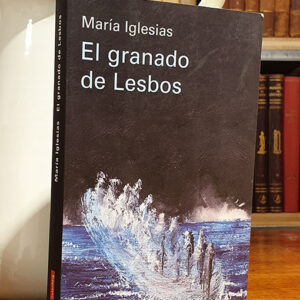 María Iglesias
El granado
de Lesbos
María Iglesias El granado de Lesbos